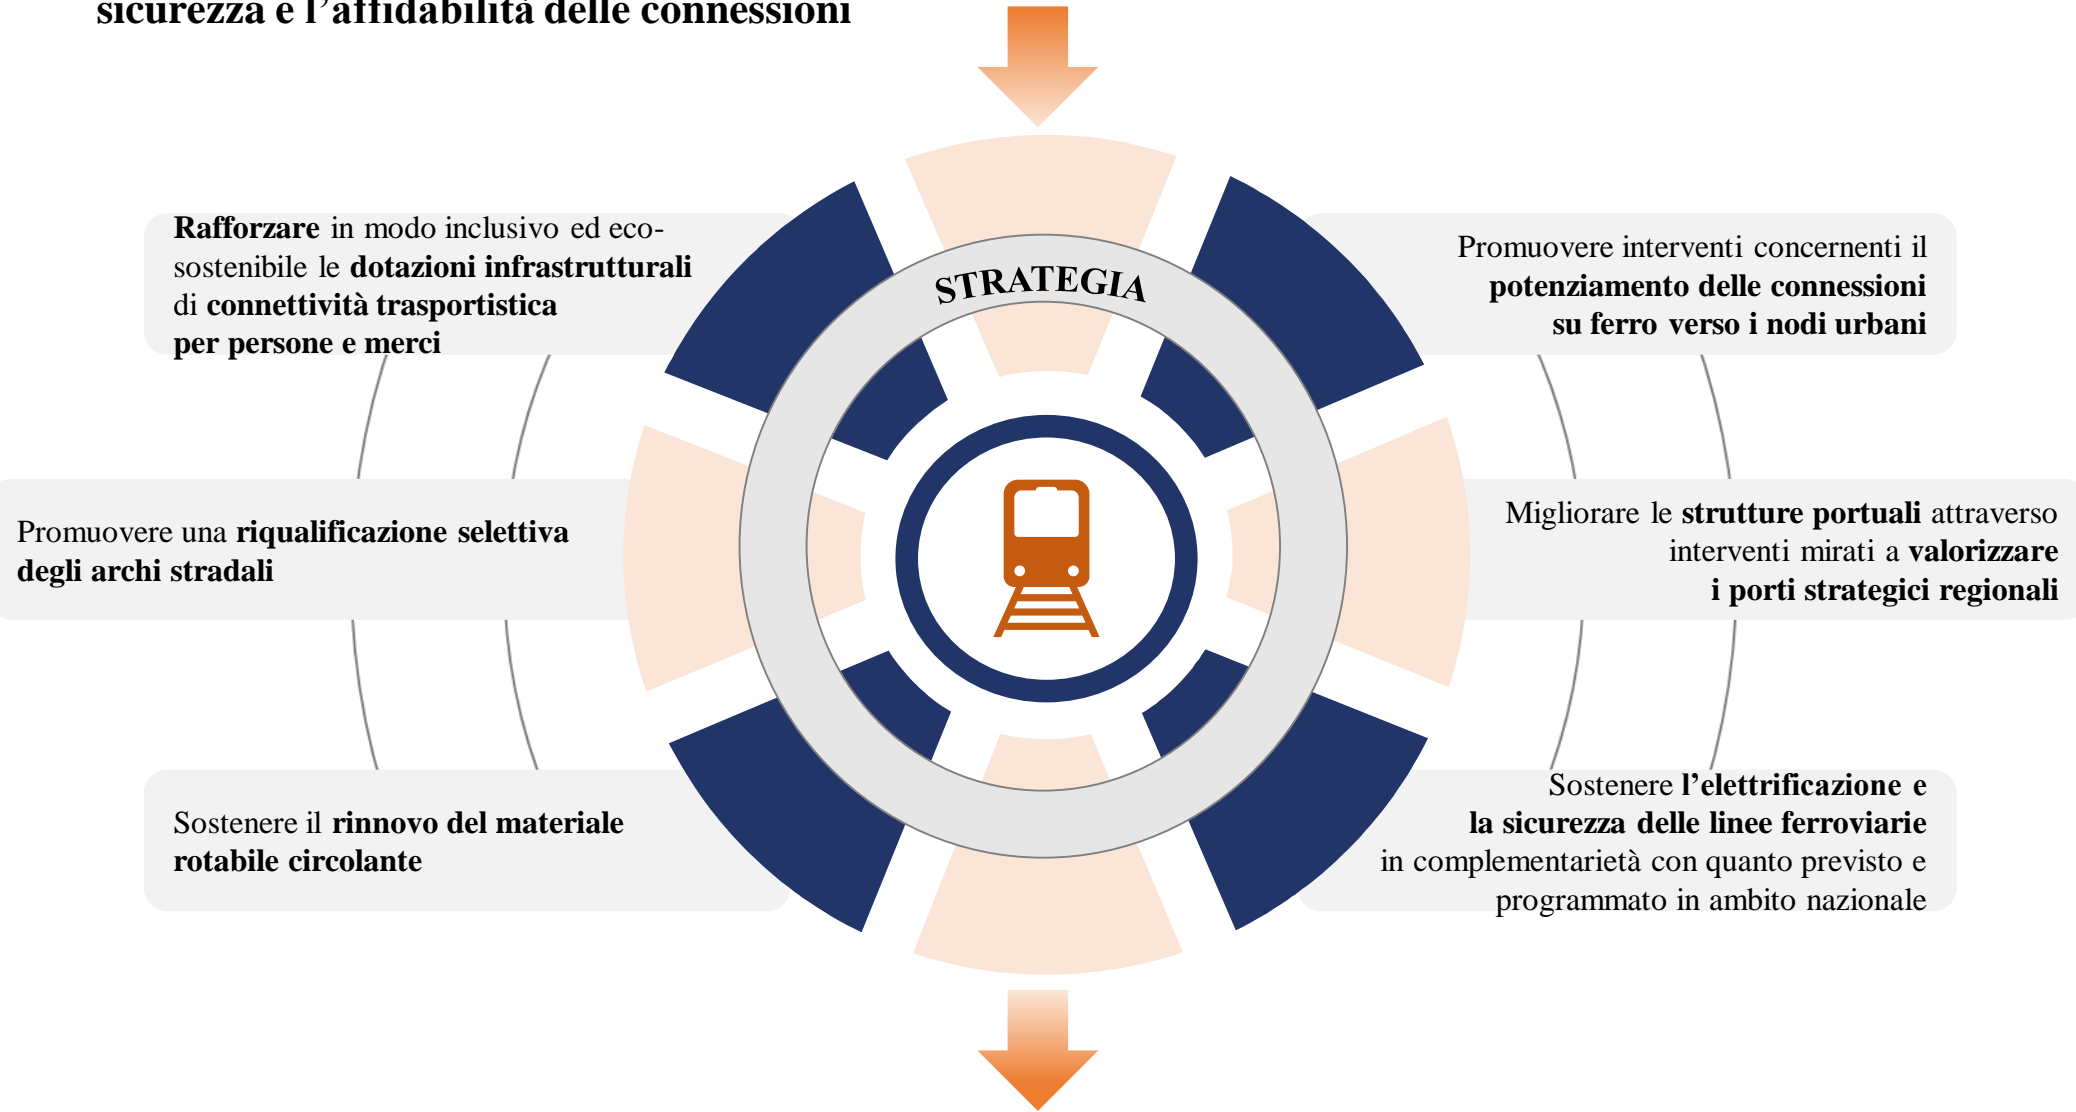 sicurezza e l’affidabilità delle connessioni
STRATEGIA
Rafforzare in modo inclusivo ed eco-
sostenibile le dotazioni infrastrutturali
di connettività trasportistica
per persone e merci
Promuovere interventi concernenti il
potenziamento delle connessioni
su ferro verso i nodi urbani
Promuovere una riqualificazione selettiva
degli archi stradali
Migliorare le strutture portuali attraverso
interventi mirati a valorizzare
i porti strategici regionali
Sostenere il rinnovo del materiale
rotabile circolante
Sostenere l’elettrificazione e
la sicurezza delle linee ferroviarie
in complementarietà con quanto previsto e
programmato in ambito nazionale